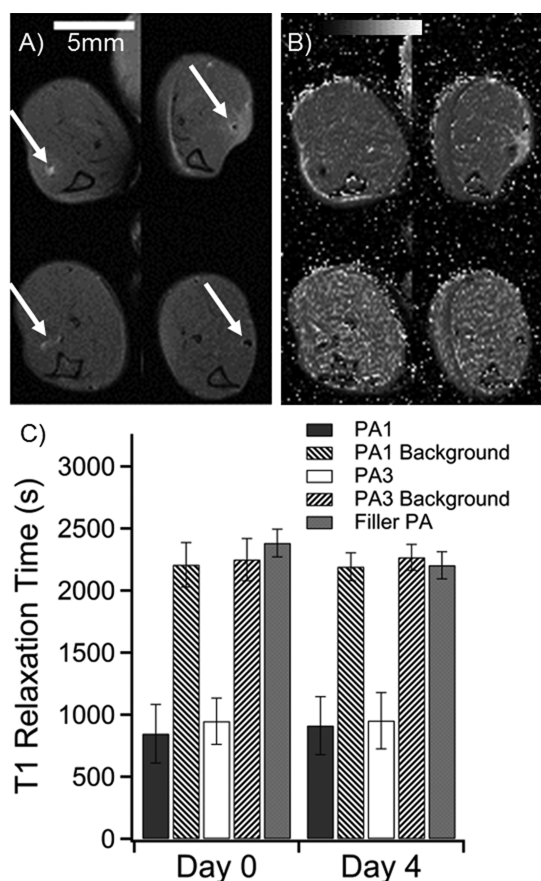 A)
5mm
B)
C)
PA1
PA1 Background
PA3
PA3 Background
Filler PA
T1 Relaxation Time (s)
3000
2500
2000
1500
1000
500
0
Day 0
Day 4